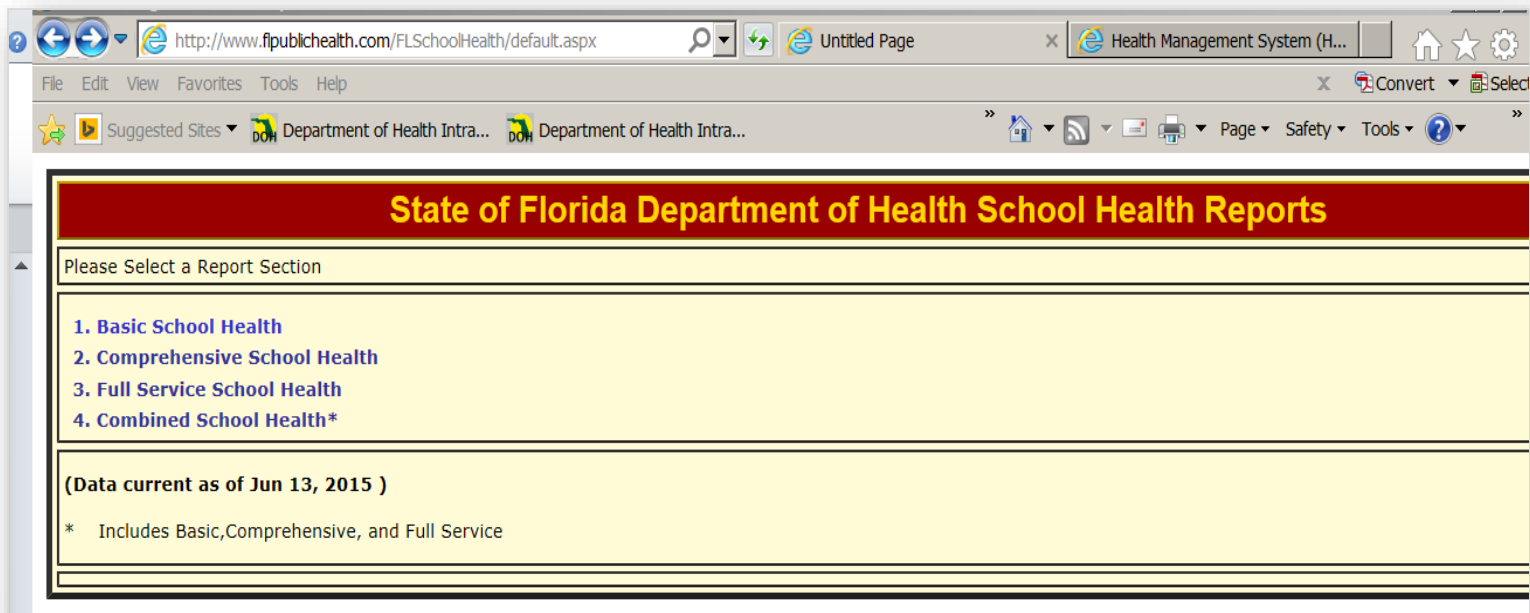 http://www.flpublichealth.com/FLSchoolHealth/default.aspx Untitled Page Health Management System (H...
File Edit View Favorites Tools Help x Convert Select
Suggested Sites DOH Department of Health Intra... DOH Department of Health Intra... » Page Safety Tools »
State of Florida Department of Health School Health Reports
Please Select a Report Section
1. Basic School Health
2. Comprehensive School Health
3. Full Service School Health
4. Combined School Health*
(Data current as of Jun 13, 2015 )
* Includes Basic,Comprehensive, and Full Service